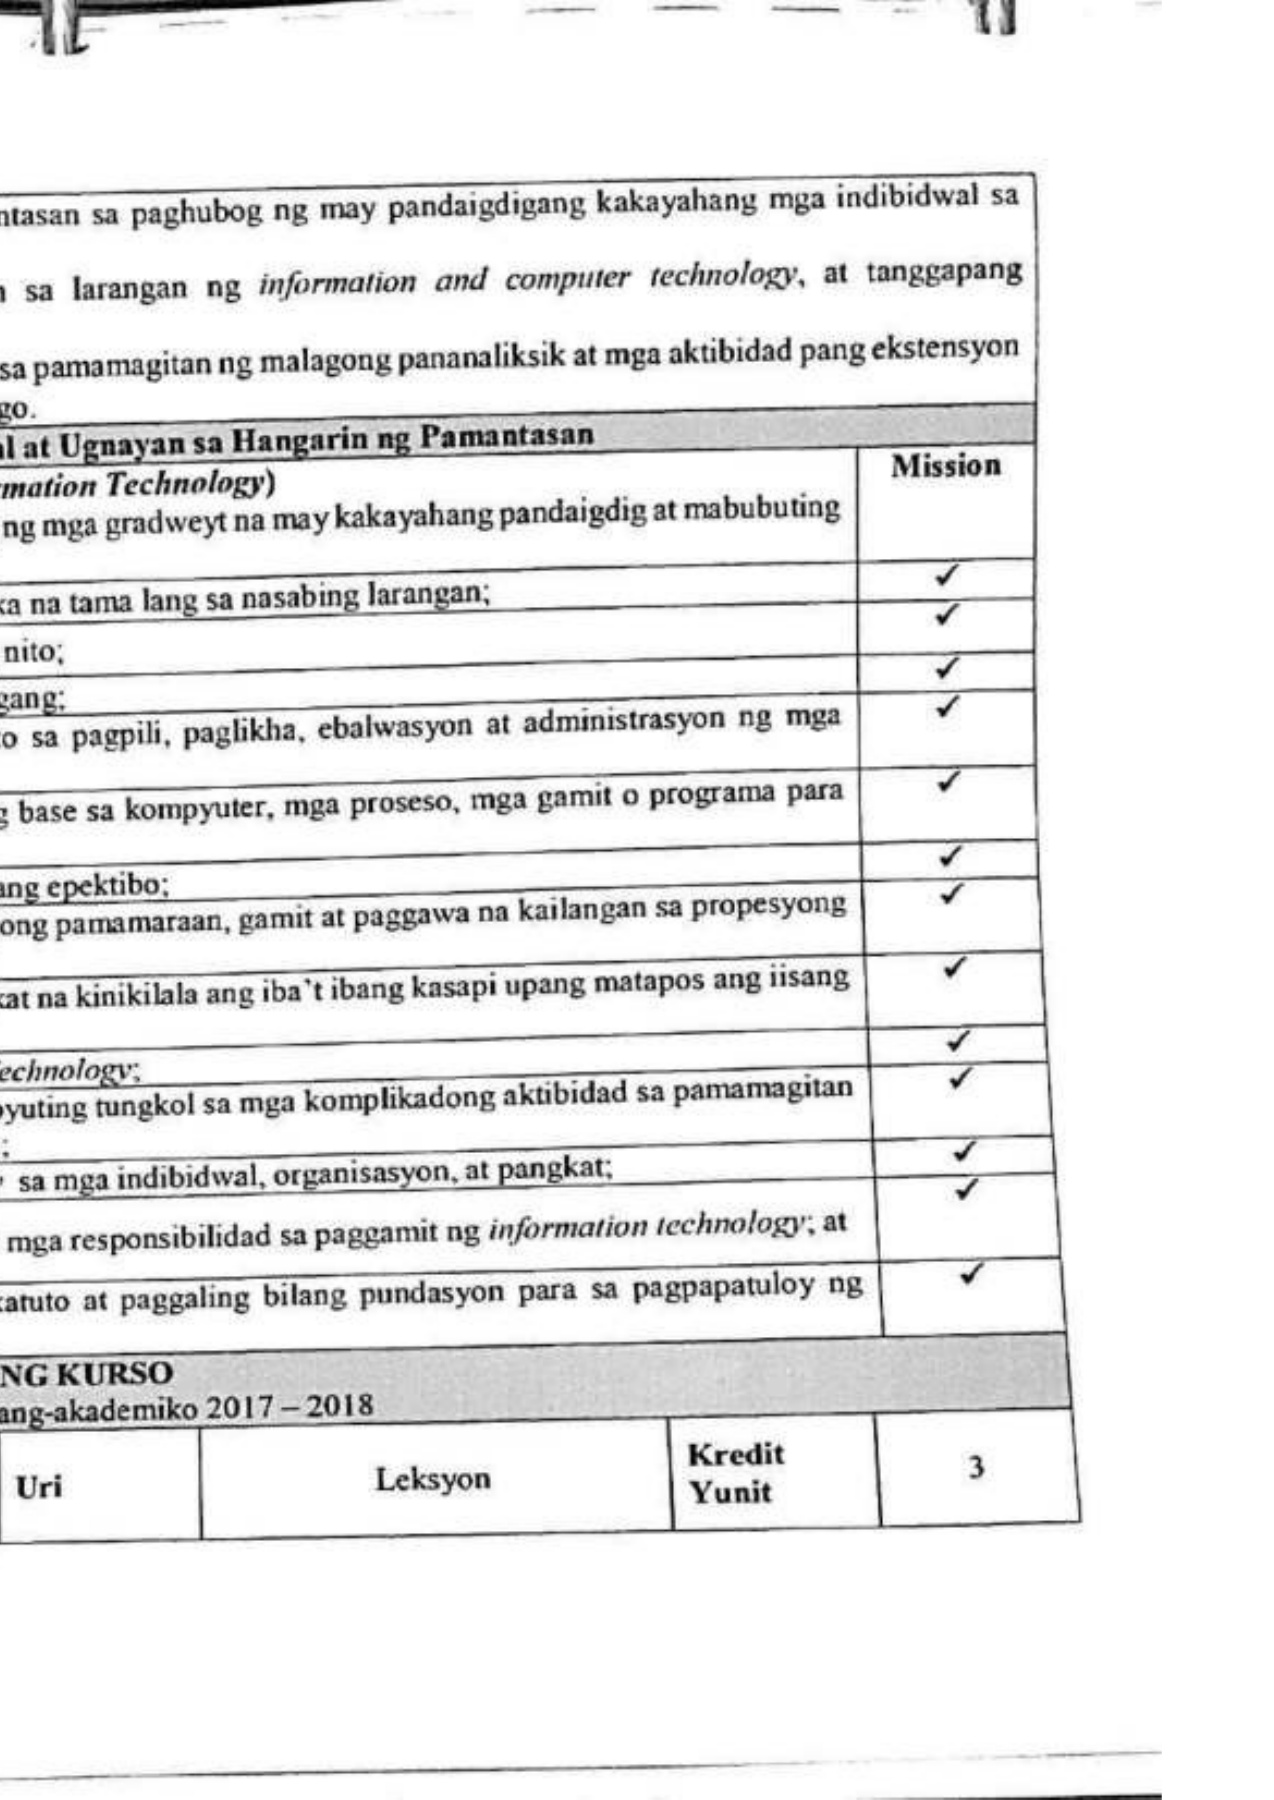 ntasan sa paghubog ng may pandaigdigang kakayahang mga indibidwal sa
sa larangan ng information and computer technology, at tanggapang
sa pamamagitan ng malagong pananaliksik at mga aktibidad pang ekstensyon
go.
al at Ugnayan sa Hangarin ng Pamantasan
rmation Technology)
Mission
ng mga gradweyt na may kakayahang pandaigdig at mabubuting
✓
ka na tama lang sa nasabing larangan;
✓
nito;
✓
gang;
✓
o sa pagpili, paglikha, ebalwasyon at administrasyon ng mga
✓
g base sa kompyuter, mga proseso, mga gamit o programa para
✓
ang epektibo;
✓
ong pamamaraan, gamit at paggawa na kailangan sa propesyong
✓
kat na kinikilala ang iba't ibang kasapi upang matapos ang iisang
✓
echnology;
✓
pyuting tungkol sa mga komplikadong aktibidad sa pamamagitan
;
✓
sa mga indibidwal, organisasyon, at pangkat;
✓
mga responsibilidad sa paggamit ng information technology; at
✓
katuto at paggaling bilang pundasyon para sa pagpapatuloy ng
NG KURSO
ang-akademiko 2017 – 2018
Uri
Leksyon
Kredit
Yunit
3